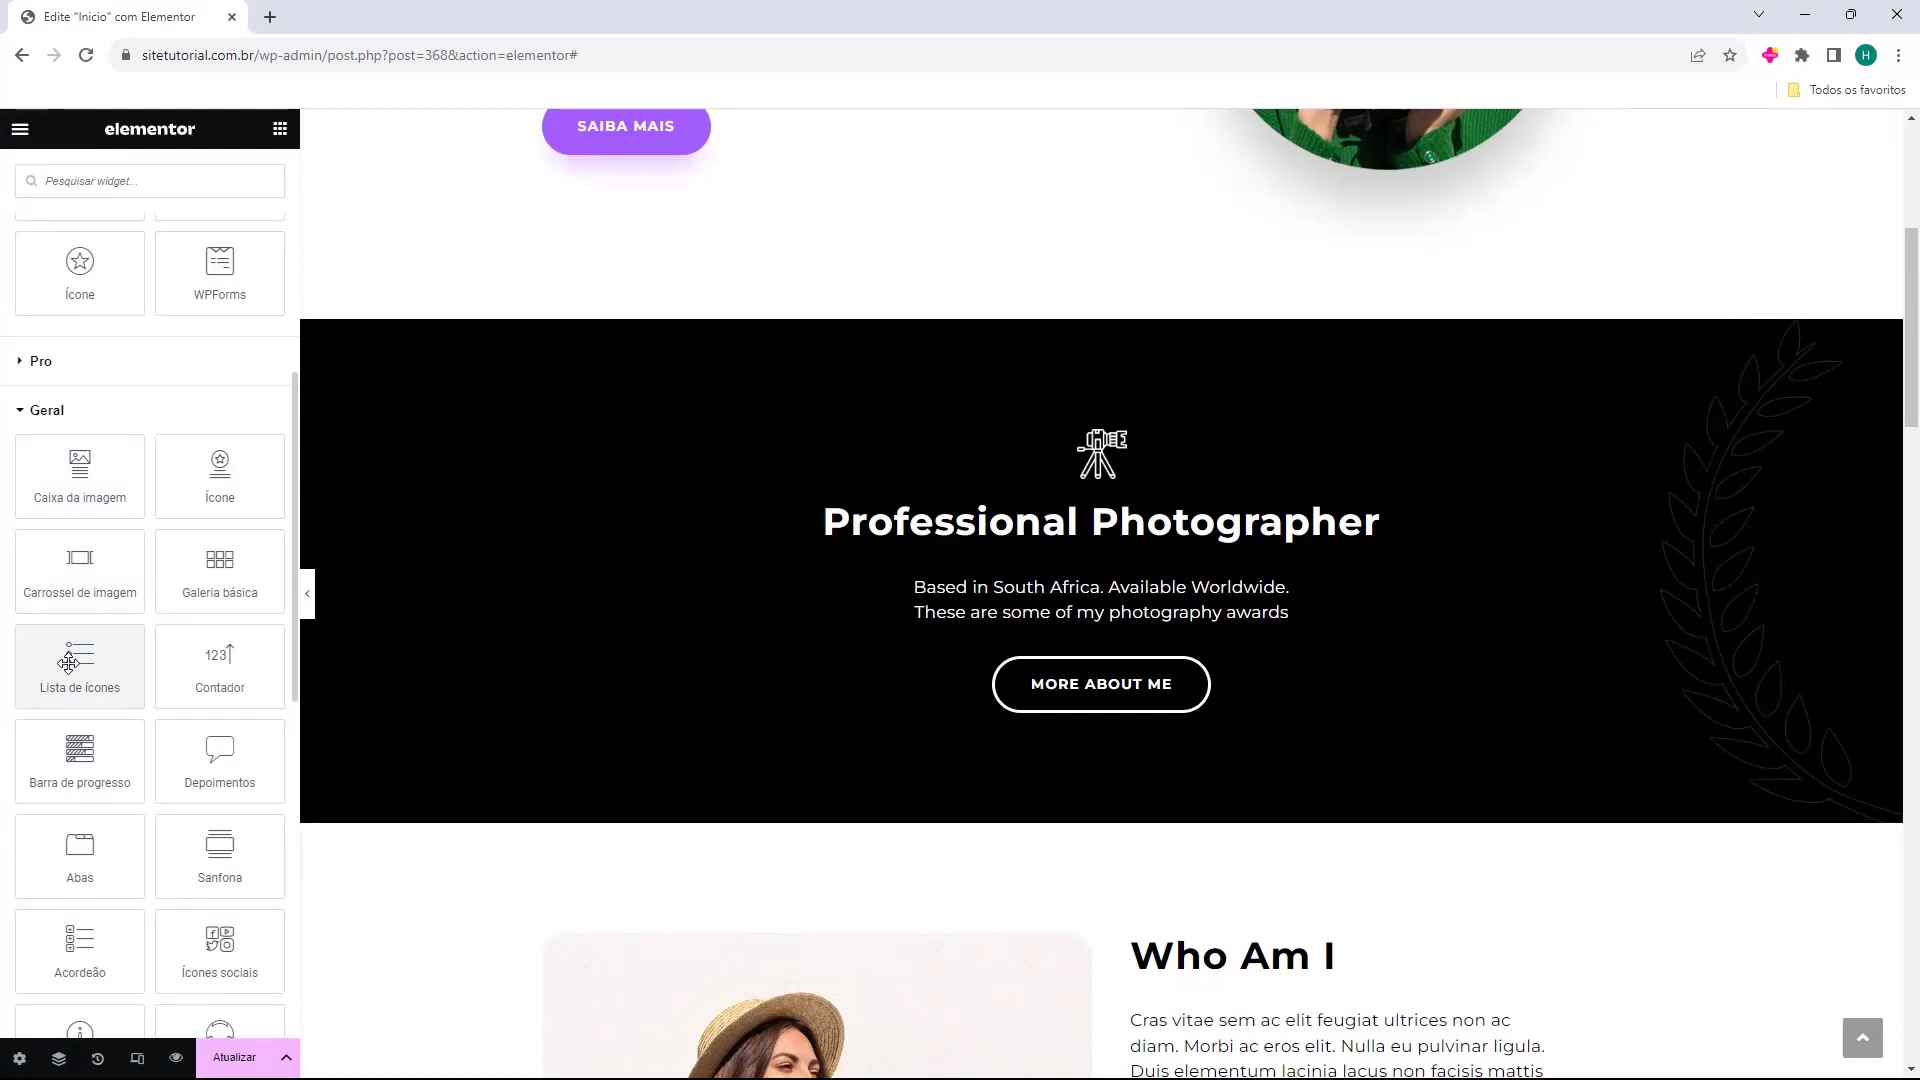 Edite "Inicio" com Elementor
sitetutorial.com.br/wp-admin/post.php?post=368&action=elementor#
H
Todos os favoritos
elementor
Pesquisar widget...
Ícone
WPForms
Pro
Geral
Caixa da imagem
Ícone
Carrossel de imagem
Galeria básica
Lista de ícones
123
Contador
Barra de progresso
Depoimentos
Abas
Sanfona
Acordeão
Ícones sociais
Atualizar
SAIBA MAIS
Professional Photographer
Based in South Africa. Available Worldwide.
These are some of my photography awards
MORE ABOUT ME
Who Am I
Cras vitae sem ac elit feugiat ultrices non ac
diam. Morbi ac eros elit. Nulla eu pulvinar ligula.
Duis elementum lacinia lacus non facisis mattis